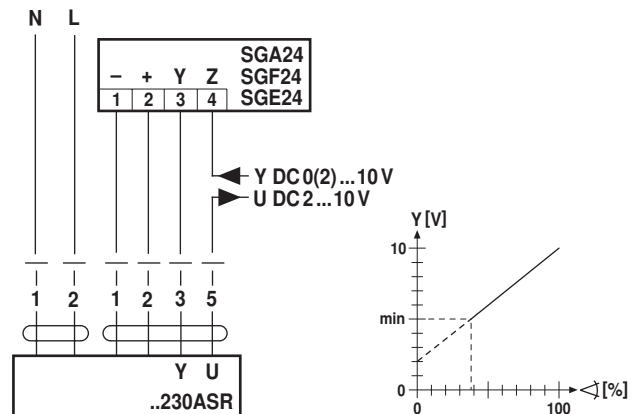 N L
SGA24
− + Y Z SGF24
1 2 3 4 SGE24
Y DC 0(2)...10 V
U DC 2...10 V
1 2 1 2 3 5
Y U
..230ASR
Y [V]
10
min
0
0 100
[%]